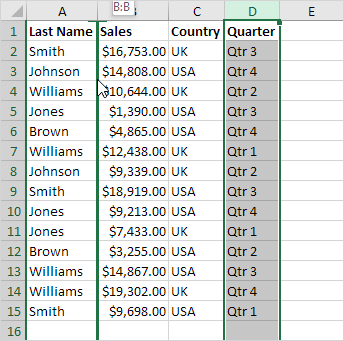 B:B
A B C D E
1 Last Name Sales Country Quarter
2 Smith $16,753.00 UK Qtr 3
3 Johnson $14,808.00 USA Qtr 4
4 Williams $10,644.00 UK Qtr 2
5 Jones $1,390.00 USA Qtr 3
6 Brown $4,865.00 USA Qtr 4
7 Williams $12,438.00 UK Qtr 1
8 Johnson $9,339.00 UK Qtr 2
9 Smith $18,919.00 USA Qtr 3
10 Jones $9,213.00 USA Qtr 4
11 Jones $7,433.00 UK Qtr 1
12 Brown $3,255.00 USA Qtr 2
13 Williams $14,867.00 USA Qtr 3
14 Williams $19,302.00 UK Qtr 4
15 Smith $9,698.00 USA Qtr 1
16